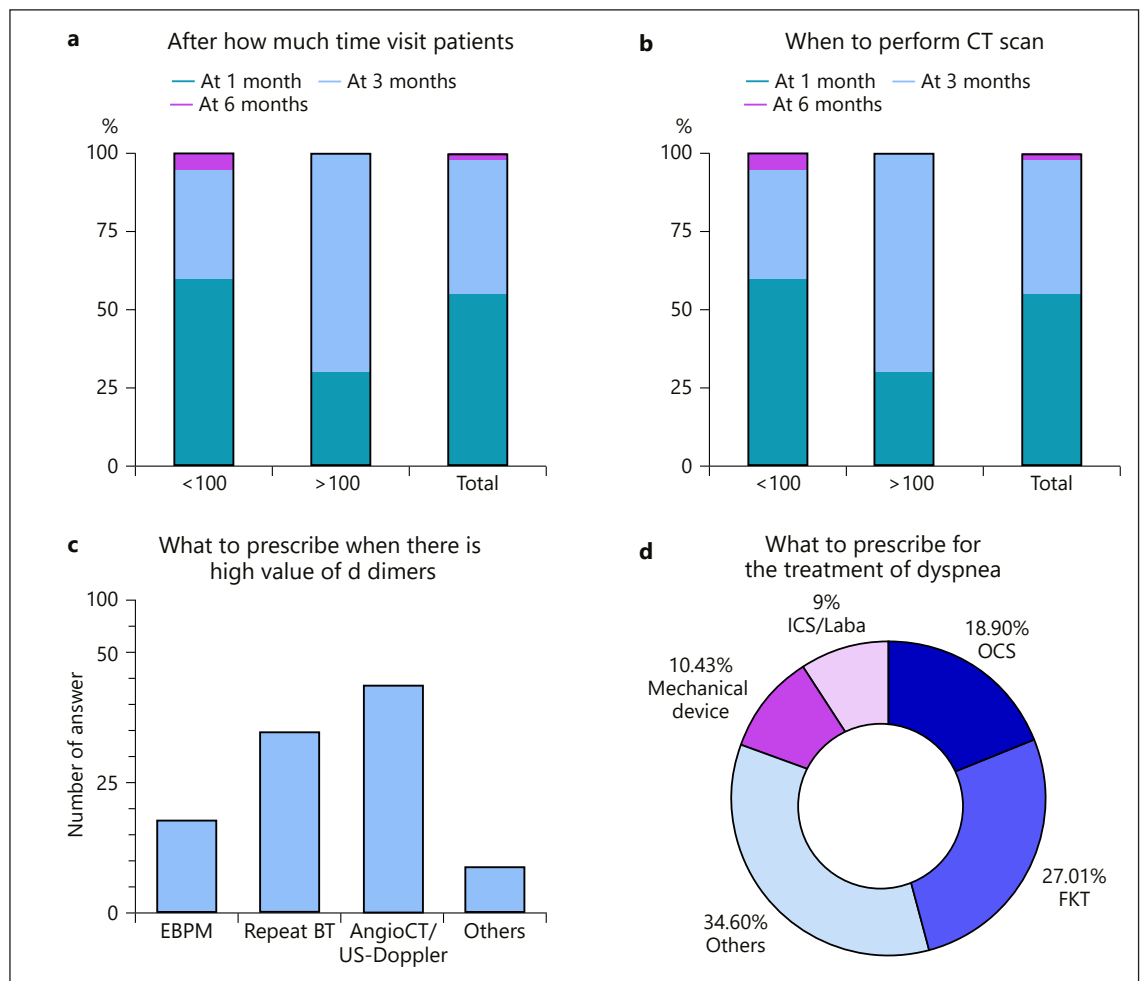 a After how much time visit patients
At 1 month At 3 months
At 6 months
%
100
75
50
25
0
<100 >100 Total
b When to perform CT scan
At 1 month At 3 months
At 6 months
%
100
75
50
25
0
<100 >100 Total
c What to prescribe when there is
high value of d dimers
Number of answer
100
50
25
0
EBPM Repeat BT AngioCT/ Others
US-Doppler
d What to prescribe for
the treatment of dyspnea
9%
ICS/Laba
18.90%
OCS
10.43%
Mechanical
device
27.01%
FKT
34.60%
Others